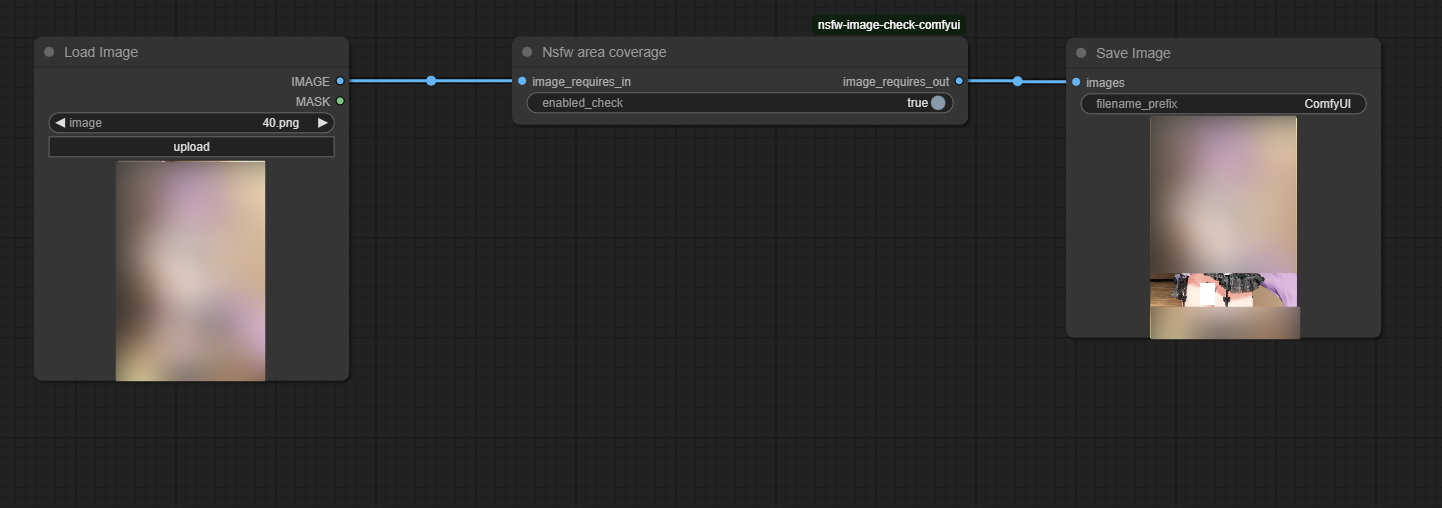 nsfw-image-check-comfyui
Load Image
IMAGE
MASK
image 40.png
upload
Nsfw area coverage
image_requires_in image_requires_out
enabled_check true
Save Image
images
filename_prefix ComfyUI